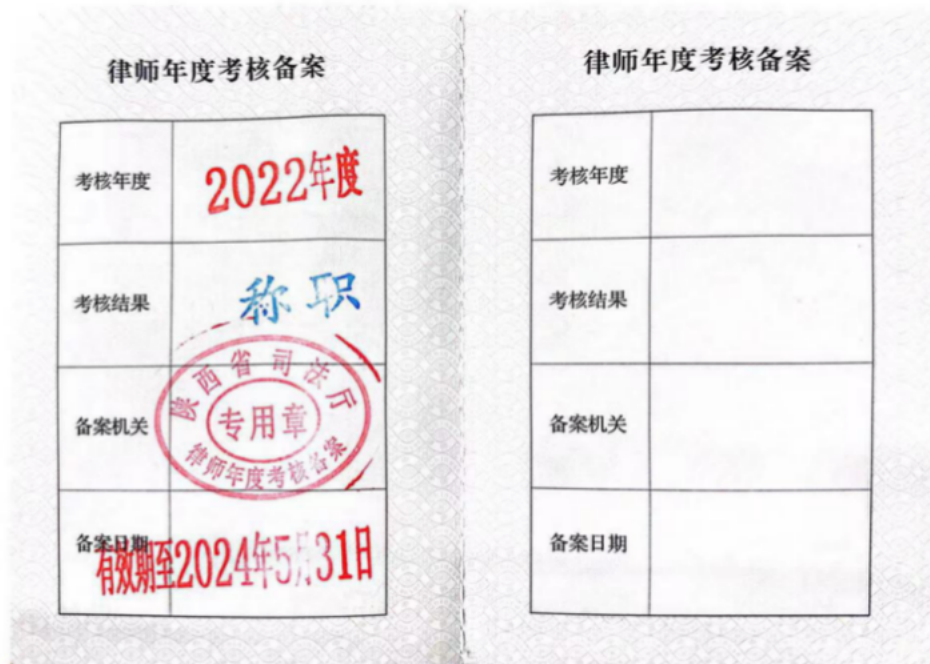 律师年度考核备案
考核年度
2022年度
考核结果
称职
备案机关
陕西省司法厅
专用章
律师年度考核备案
备案日期
有效期至2024年5月31日
律师年度考核备案
考核年度
考核结果
备案机关
备案日期